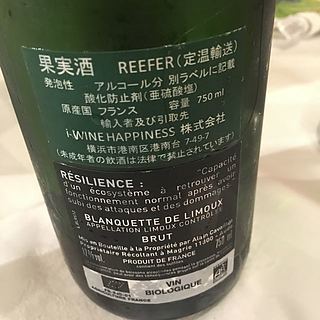 果実酒 REEFER(定温輸送)
発泡性 アルコール分 別ラベルに記載
酸化防止剤(亜硫酸塩)
原産国 フランス 容量 750ml
輸入者及び引取先
i-WINE HAPPINESS 株式会社
横浜市港南区港南台 7-49-7
(未成年者の飲酒は法律で禁止されています)
RÉSILIENCE : "Capacité
d'un écosystème à retrouver un
fonctionnement normal après avoir
subi des attaques et des dommages."
BLANQUETTE DE LIMOUX
APPELLATION LIMOUX CONTRÔLÉE
BRUT
Mis en Bouteille à la Propriété par Alain
Propriétaire Récoltant à Magrie 11300
PRODUIT DE FRANCE
VIN
BIOLOGIQUE